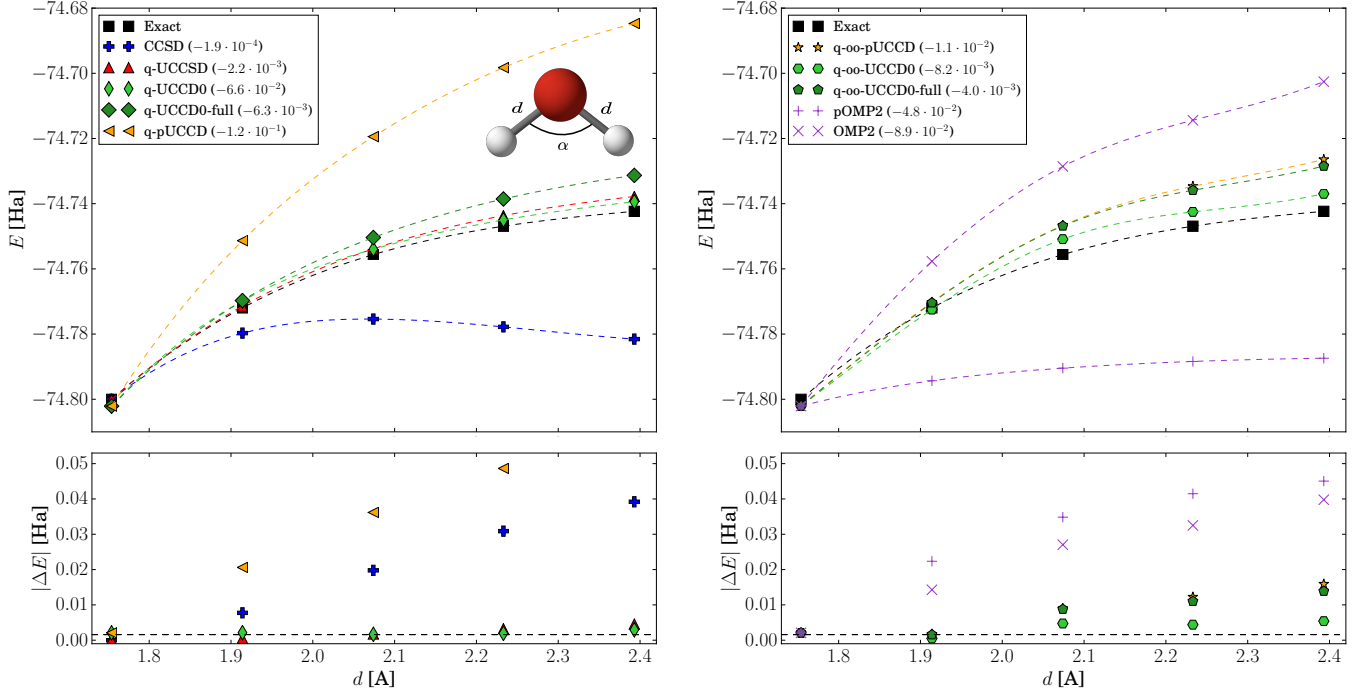 Exact
CCSD (−1.9 · 10⁻⁴)
q-UCCSD (−2.2 · 10⁻³)
q-UCCD0 (−6.6 · 10⁻²)
q-UCCD0-full (−6.3 · 10⁻³)
q-pUCCD (−1.2 · 10⁻¹)
d
d
α
−74.68
−74.70
−74.72
−74.74
−74.76
−74.78
−74.80
E [Ha]
0.05
0.04
0.03
0.02
0.01
0.00
|ΔE| [Ha]
1.8
1.9
2.0
2.1
2.2
2.3
2.4
d [A]
Exact
q-oo-pUCCD (−1.1 · 10⁻²)
q-oo-UCCD0 (−8.2 · 10⁻³)
q-oo-UCCD0-full (−4.0 · 10⁻³)
pOMP2 (−4.8 · 10⁻²)
OMP2 (−8.9 · 10⁻²)
−74.68
−74.70
−74.72
−74.74
−74.76
−74.78
−74.80
E [Ha]
0.05
0.04
0.03
0.02
0.01
0.00
|ΔE| [Ha]
1.8
1.9
2.0
2.1
2.2
2.3
2.4
d [A]